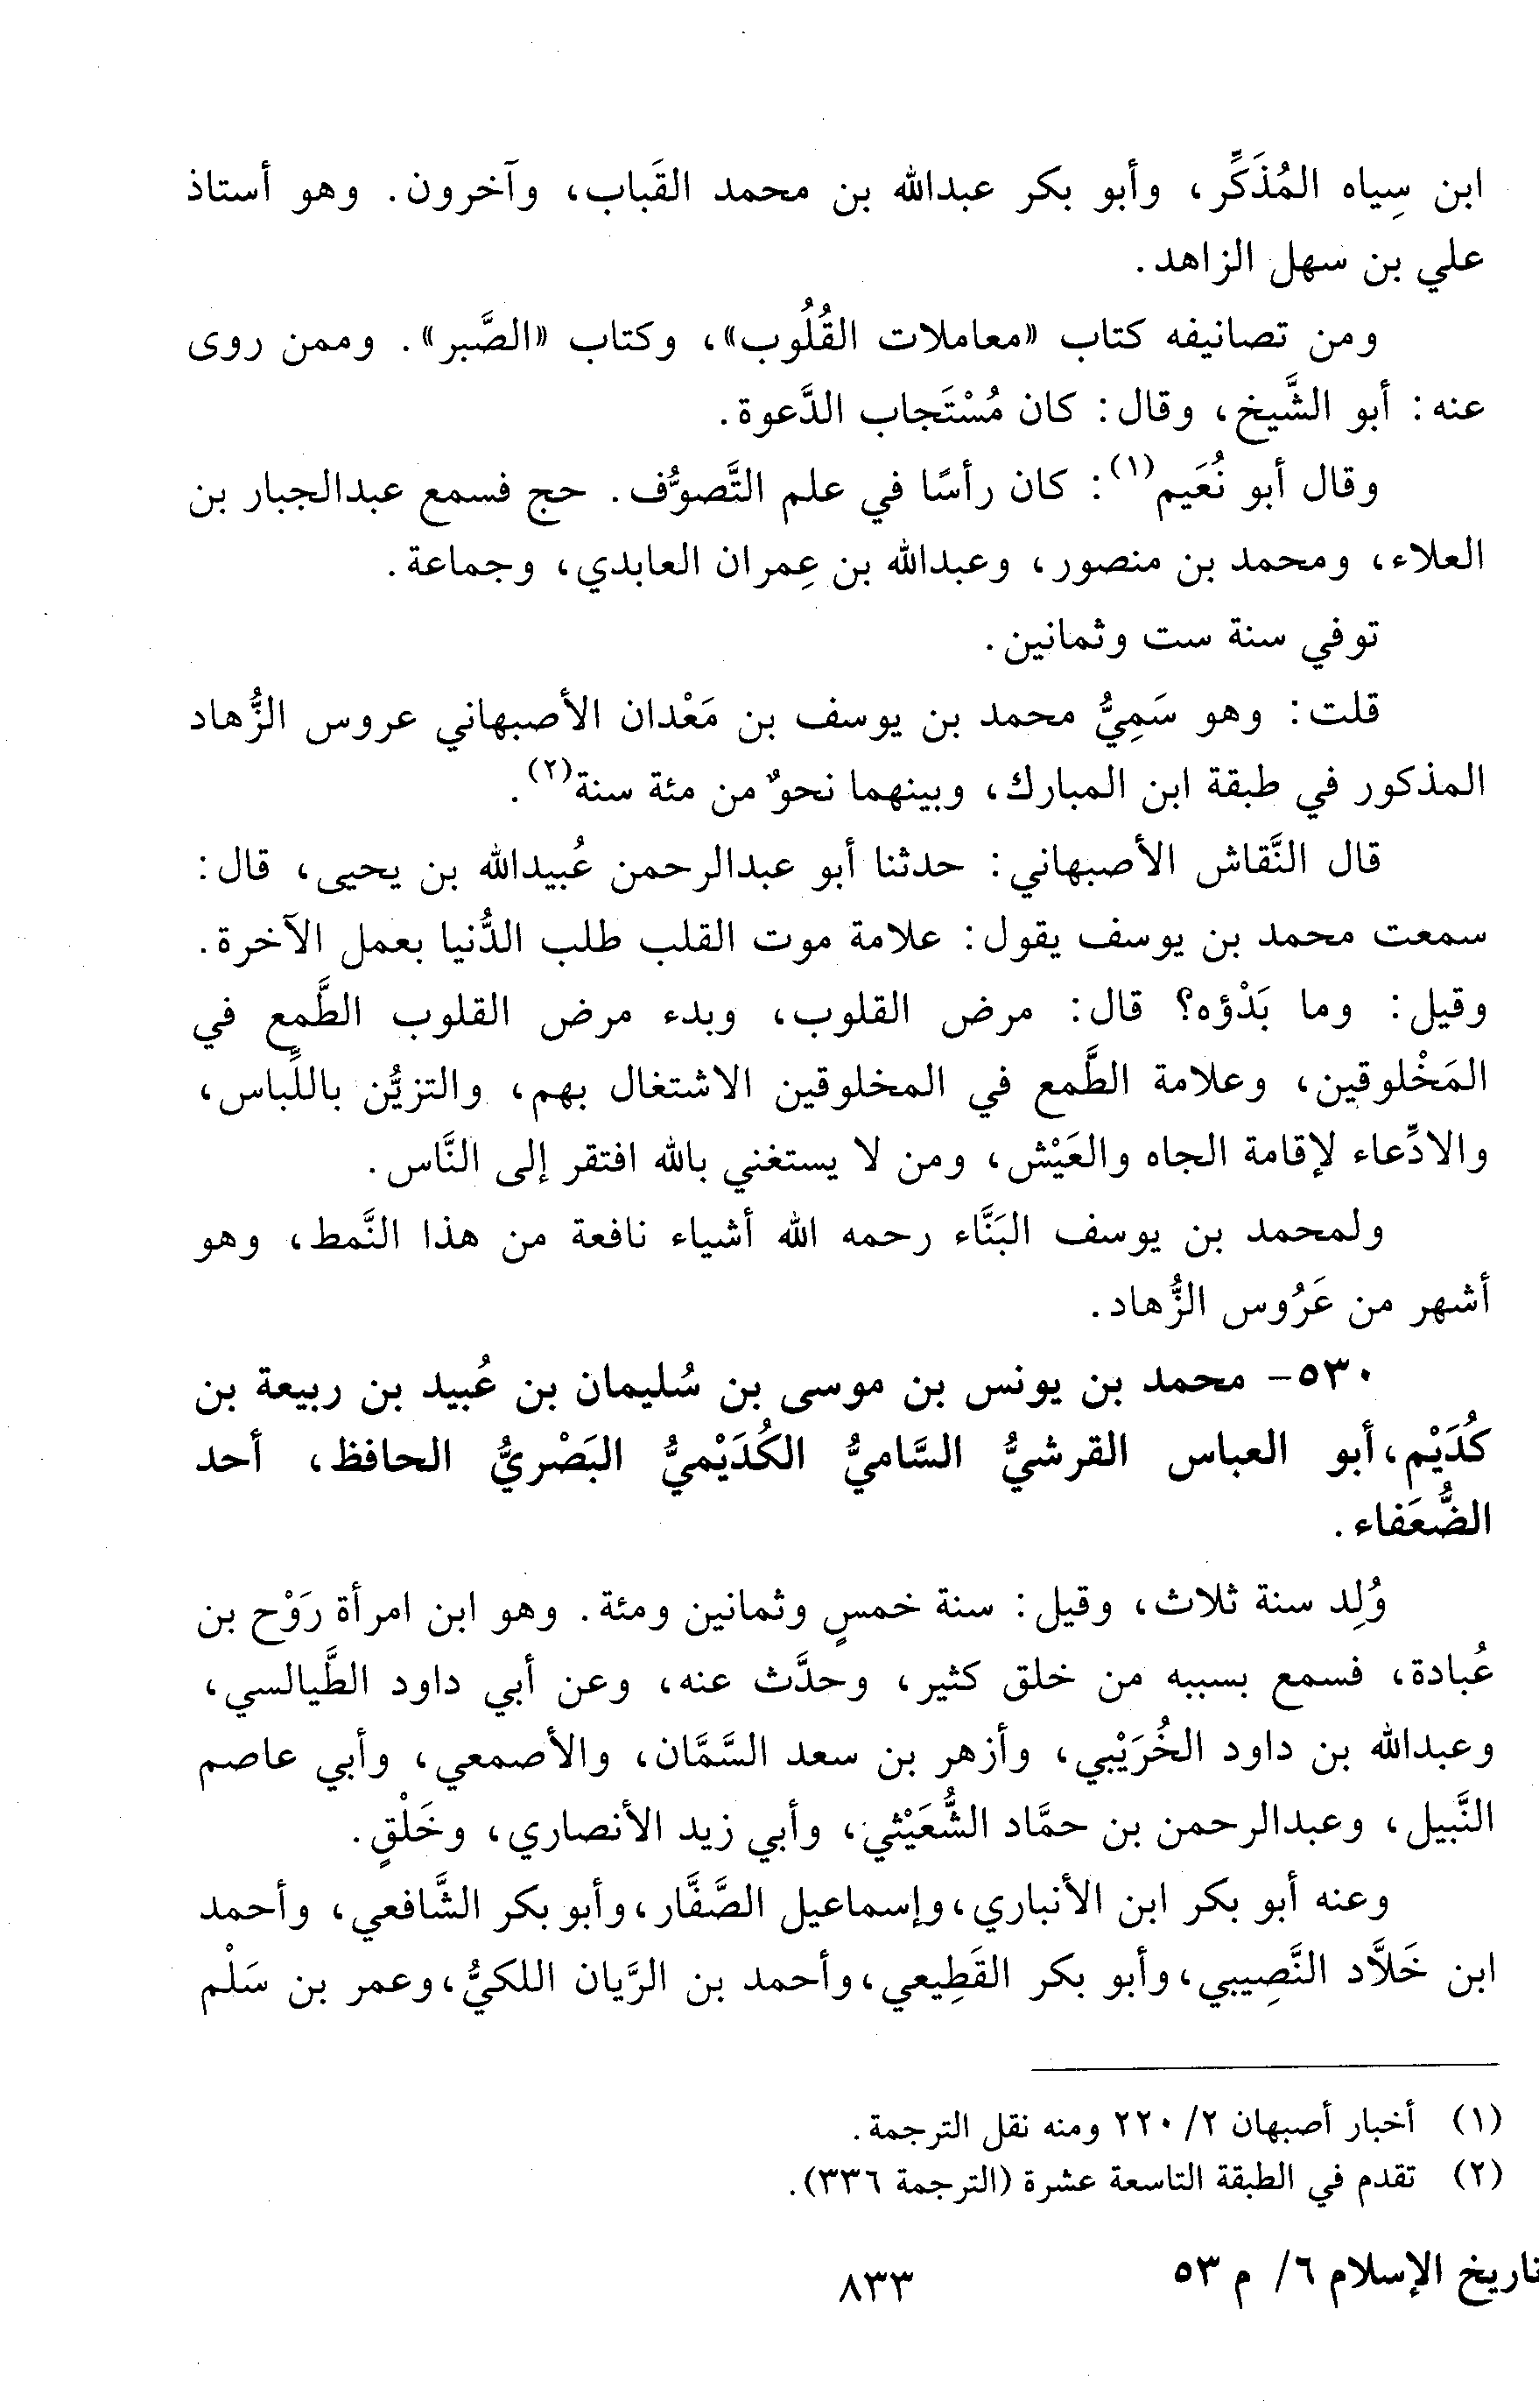 ابن سِياه المُذَكِّر، وأبو بكر عبدالله بن محمد القَباب، وآخرون. وهو أستاذ
علي بن سهل الزاهد.
ومن تصانيفه كتاب «معاملات القُلُوب»، وكتاب «الصَّبر». وممن روى
عنه: أبو الشَّيخ، وقال: كان مُسْتَجاب الدَّعوة.
وقال أبو نُعَيم(١): كان رأسًا في علم التَّصوُّف. حج فسمع عبدالجبار بن
العلاء، ومحمد بن منصور، وعبدالله بن عِمران العابدي، وجماعة.
توفي سنة ست وثمانين.
قلت: وهو سَمِيُّ محمد بن يوسف بن مَعْدان الأصبهاني عروس الزُّهاد
المذكور في طبقة ابن المبارك، وبينهما نحوٌ من مئة سنة(٢).
قال النَّقاش الأصبهاني: حدثنا أبو عبدالرحمن عُبيدالله بن يحيى، قال:
سمعت محمد بن يوسف يقول: علامة موت القلب طلب الدُّنيا بعمل الآخرة.
وقيل: وما بَدْؤه؟ قال: مرض القلوب، وبدء مرض القلوب الطَّمع في
المَخْلوقين، وعلامة الطَّمع في المخلوقين الاشتغال بهم، والتزيُّن باللِّباس،
والادِّعاء لإقامة الجاه والعَيْش، ومن لا يستغني بالله افتقر إلى النَّاس.
ولمحمد بن يوسف البَنَّاء رحمه الله أشياء نافعة من هذا النَّمط، وهو
أشهر من عَرُوس الزُّهاد.
٥٣٠- محمد بن يونس بن موسى بن سُليمان بن عُبيد بن ربيعة بن
كُدَيْم، أبو العباس القرشيُّ السَّاميُّ الكُدَيْميُّ البَصْريُّ الحافظ، أحد
الضُّعَفاء.
وُلِد سنة ثلاث، وقيل: سنة خمسٍ وثمانين ومئة. وهو ابن امرأة رَوْح بن
عُبادة، فسمع بسببه من خلق كثير، وحدَّث عنه، وعن أبي داود الطَّيالسي،
وعبدالله بن داود الخُرَيْبي، وأزهر بن سعد السَّمَّان، والأصمعي، وأبي عاصم
النَّبيل، وعبدالرحمن بن حمَّاد الشُّعَيْثي، وأبي زيد الأنصاري، وخَلْقٍ.
وعنه أبو بكر ابن الأنباري، وإسماعيل الصَّفَّار، وأبو بكر الشَّافعي، وأحمد
ابن خَلاَّد النَّصِيبي، وأبو بكر القَطِيعي، وأحمد بن الرَّيان اللكيُّ، وعمر بن سَلْم
(١) أخبار أصبهان ٢/ ٢٢٠ ومنه نقل الترجمة.
(٢) تقدم في الطبقة التاسعة عشرة (الترجمة ٣٣٦).
تاريخ الإسلام ٦/ م ٥٣
٨٣٣